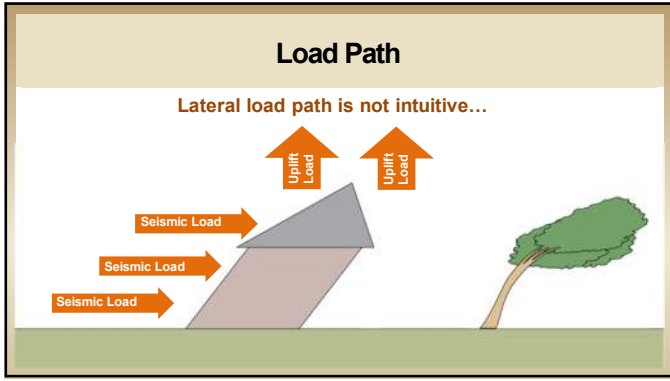 Load Path
Lateral load path is not intuitive…
Uplift
Load
Uplift
Load
Seismic Load
Seismic Load
Seismic Load